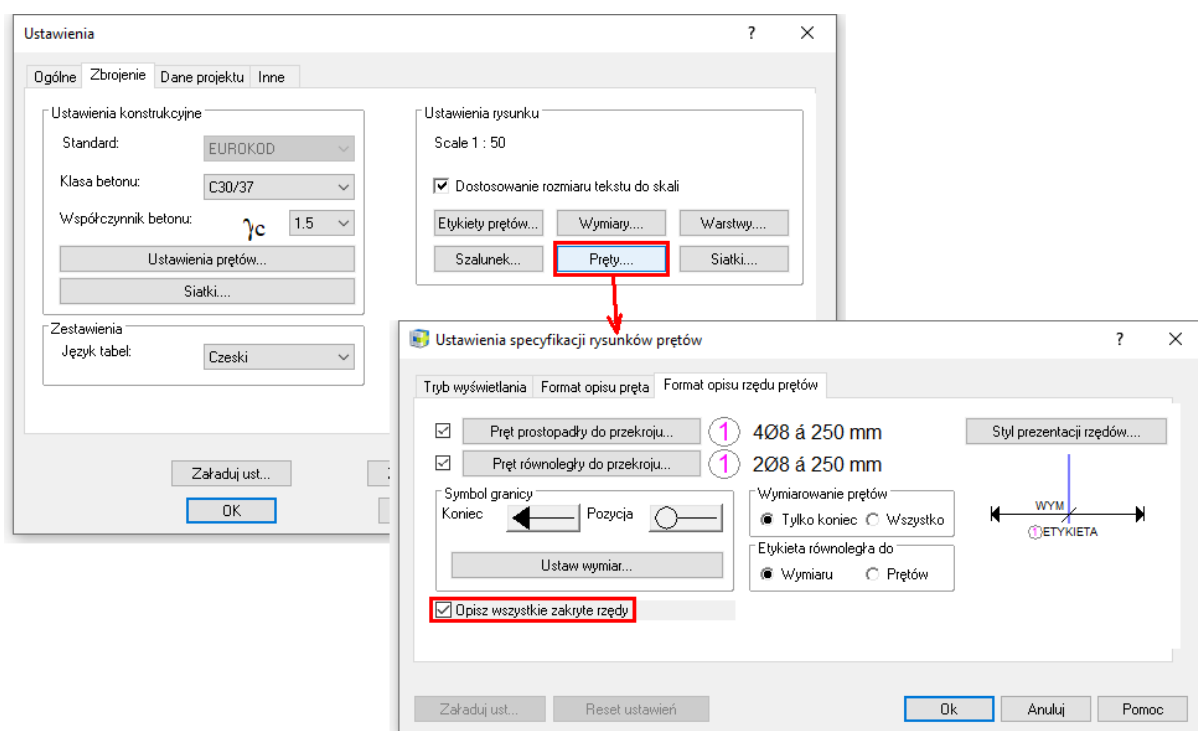 Ustawienia
?
Ogólne Zbrojenie Dane projektu Inne
Ustawienia konstrukcyjne
Standard: EUROKOD
Klasa betonu: C30/37
Współczynnik betonu: γc 1.5
Ustawienia prętów...
Siatki....
Zestawienia
Język tabel: Czeski
Ustawienia rysunku
Scale 1 : 50
Dostosowanie rozmiaru tekstu do skali
Etykiety prętów... Wymiary.... Warstwy....
Szalunek... Pręty.... Siatki....
Załaduj ust...
OK
Ustawienia specyfikacji rysunków prętów
?
Tryb wyświetlania Format opisu pręta Format opisu rzędu prętów
Pręt prostopadły do przekroju... 1 4Ø8 á 250 mm
Pręt równoległy do przekroju... 1 2Ø8 á 250 mm
Styl prezentacji rzędów....
Symbol granicy
Koniec Pozycja
Ustaw wymiar...
Wymiarowanie prętów
Tylko koniec Wszystko
Etykieta równoległa do
Wymiaru Prętów
WYM
1 ETYKIETA
Opisz wszystkie zakryte rzędy
Załaduj ust... Reset ustawień Ok Anuluj Pomoc